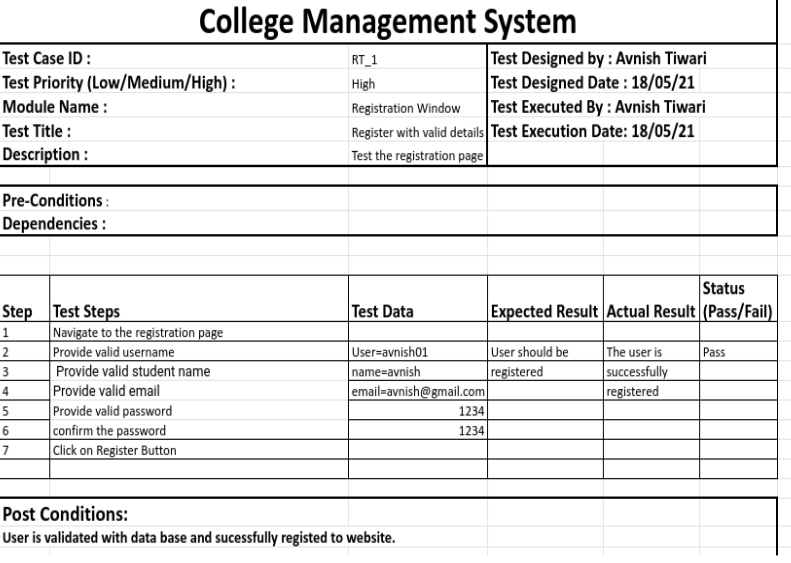 College Management System
Test Case ID : RT_1 Test Designed by : Avnish Tiwari
Test Priority (Low/Medium/High) : High Test Designed Date : 18/05/21
Module Name : Registration Window Test Executed By : Avnish Tiwari
Test Title : Register with valid details Test Execution Date: 18/05/21
Description : Test the registration page
Pre-Conditions :
Dependencies :
Status
Step Test Steps Test Data Expected Result Actual Result (Pass/Fail)
1 Navigate to the registration page
2 Provide valid username User=avnish01 User should be The user is Pass
3 Provide valid student name name=avnish registered successfully
4 Provide valid email email=avnish@gmail.com registered
5 Provide valid password 1234
6 confirm the password 1234
7 Click on Register Button
Post Conditions:
User is validated with data base and sucessfully registed to website.